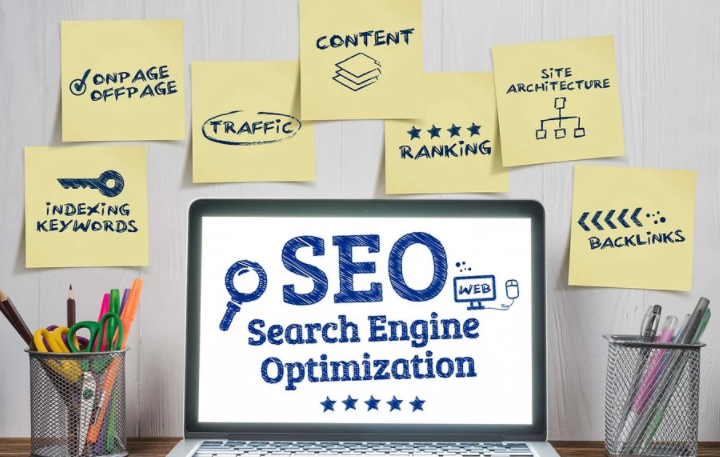 ONPAGE
OFFPAGE
TRAFFIC
CONTENT
RANKING
SITE
ARCHITECTURE
INDEXING
KEYWORDS
BACKLINKS
SEO
WEB
Search Engine
Optimization